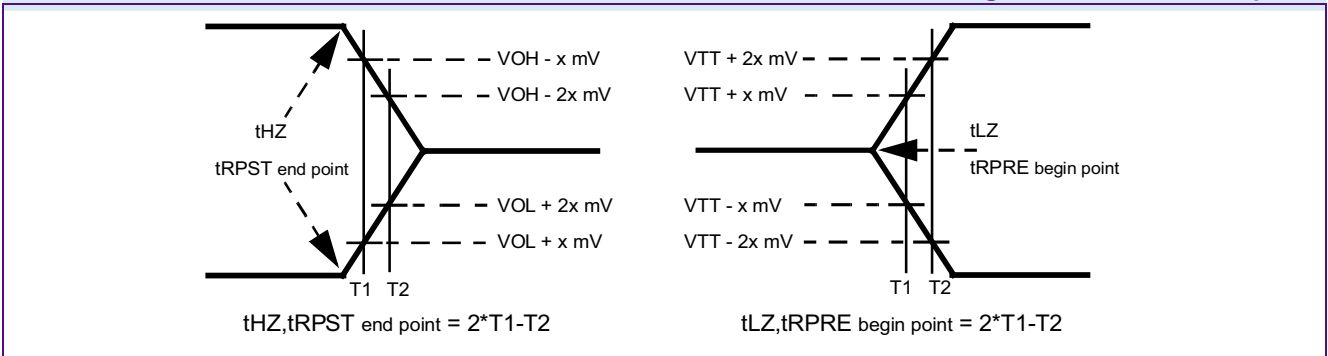 VOH - x mV
VOH - 2x mV
tHZ
tRPST end point
VOL + 2x mV
VOL + x mV
T1 T2
tHZ,tRPST end point = 2*T1-T2
VTT + 2x mV
VTT + x mV
tLZ
tRPRE begin point
VTT - x mV
VTT - 2x mV
T1 T2
tLZ,tRPRE begin point = 2*T1-T2